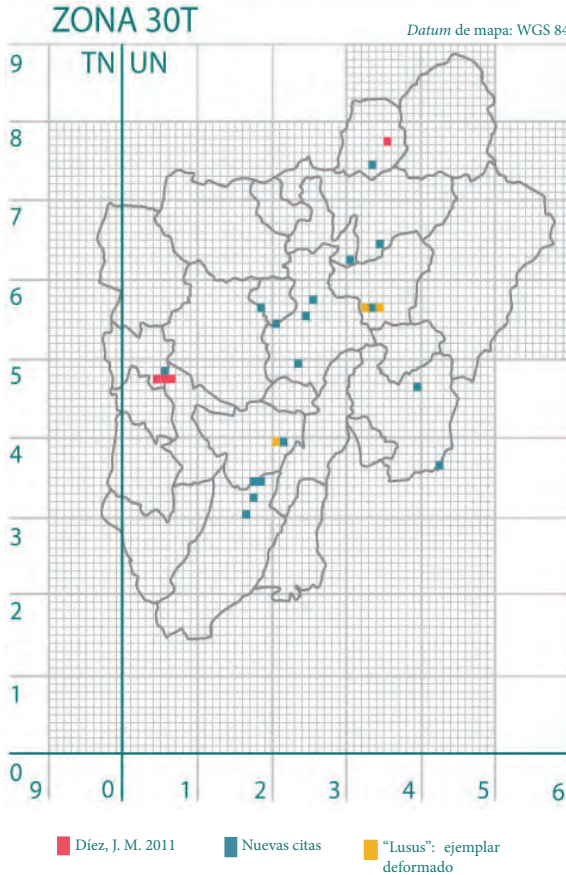 ZONA 30T
Datum de mapa: WGS 84
TN UN
9
8
7
6
5
4
3
2
1
0
9 0 1 2 3 4 5 6
Díez, J. M. 2011
Nuevas citas
“Lusus”: ejemplar
deformado